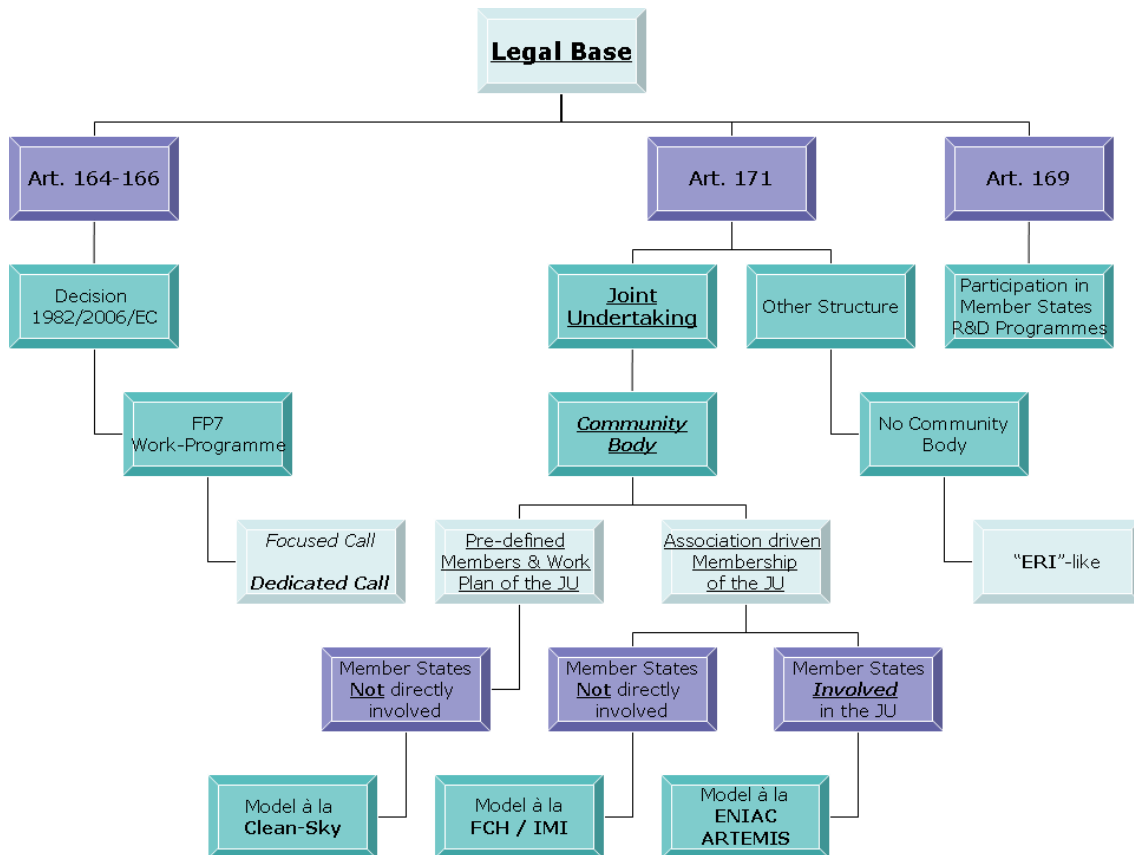 Legal Base
Art. 164-166
Art. 171
Art. 169
Decision
1982/2006/EC
Joint
Undertaking
Other Structure
Participation in
Member States
R&D Programmes
FP7
Work-Programme
Community
Body
No Community
Body
Focused Call
Dedicated Call
Pre-defined
Members & Work
Plan of the JU
Association driven
Membership
of the JU
“ERI”-like
Member States
Not directly
involved
Member States
Not directly
involved
Member States
Involved
in the JU
Model à la
Clean-Sky
Model à la
FCH / IMI
Model à la
ENIAC
ARTEMIS